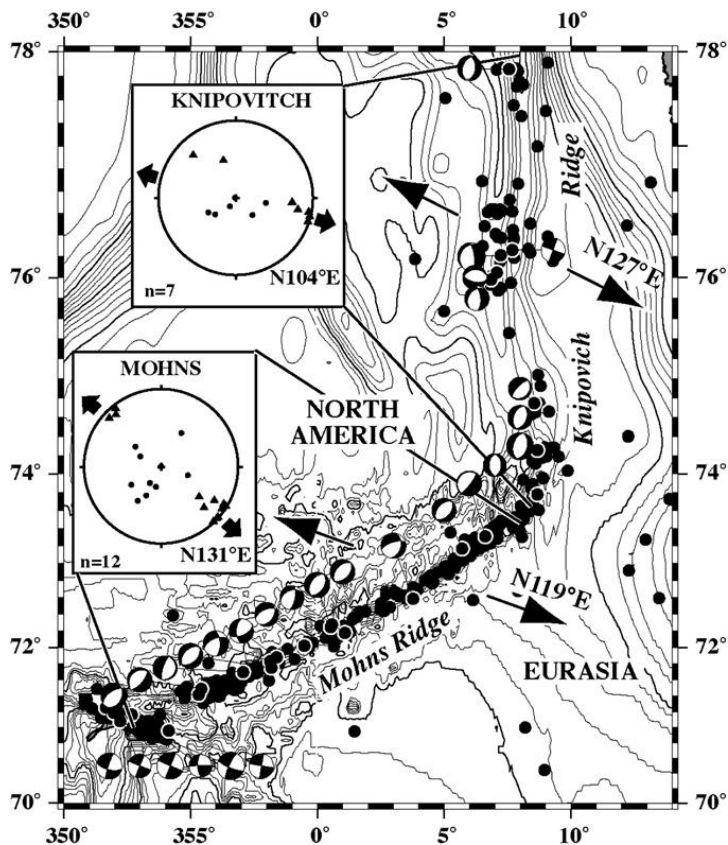 350° 355° 0° 5° 10°
78°
KNIPOVITCH
N104°E
n=7
Ridge
N127°E
76°
Knipovich
MOHNS
N131°E
n=12
NORTH
AMERICA
74°
N119°E
Mohns Ridge
72°
EURASIA
70°
350° 355° 0° 5° 10°
78°
76°
74°
72°
70°